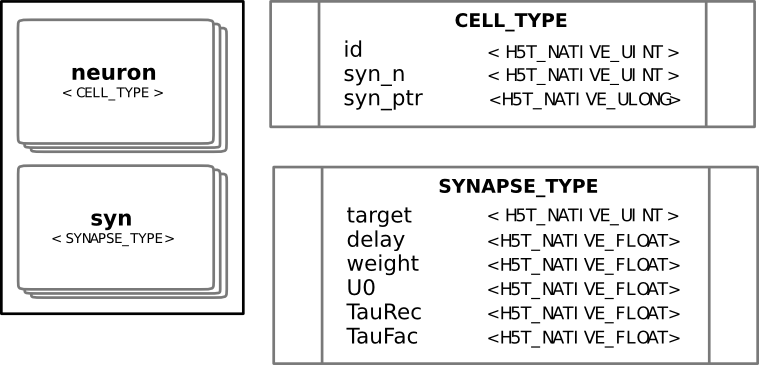 neuron
< CELL_TYPE >
syn
< SYNAPSE_TYPE>
CELL_TYPE
id < H5T_NATIVE_UINT >
syn_n < H5T_NATIVE_UINT >
syn_ptr <H5T_NATIVE_ULONG>
SYNAPSE_TYPE
target < H5T_NATIVE_UINT >
delay <H5T_NATIVE_FLOAT>
weight <H5T_NATIVE_FLOAT>
U0 <H5T_NATIVE_FLOAT>
TauRec <H5T_NATIVE_FLOAT>
TauFac <H5T_NATIVE_FLOAT>